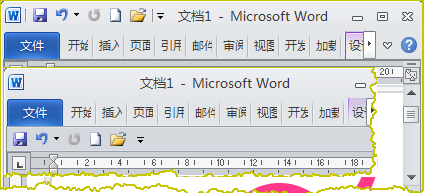 文档1 - Microsoft Word
文件 开始 插入 页面 引用 邮件 审阅 视图 开发 加载 设
20
文档1 - Microsoft Word
文件 开始 插入 页面 引用 邮件 审阅 视图 开发 加载 设
L 2 4 6 8 10 12 14 16 18